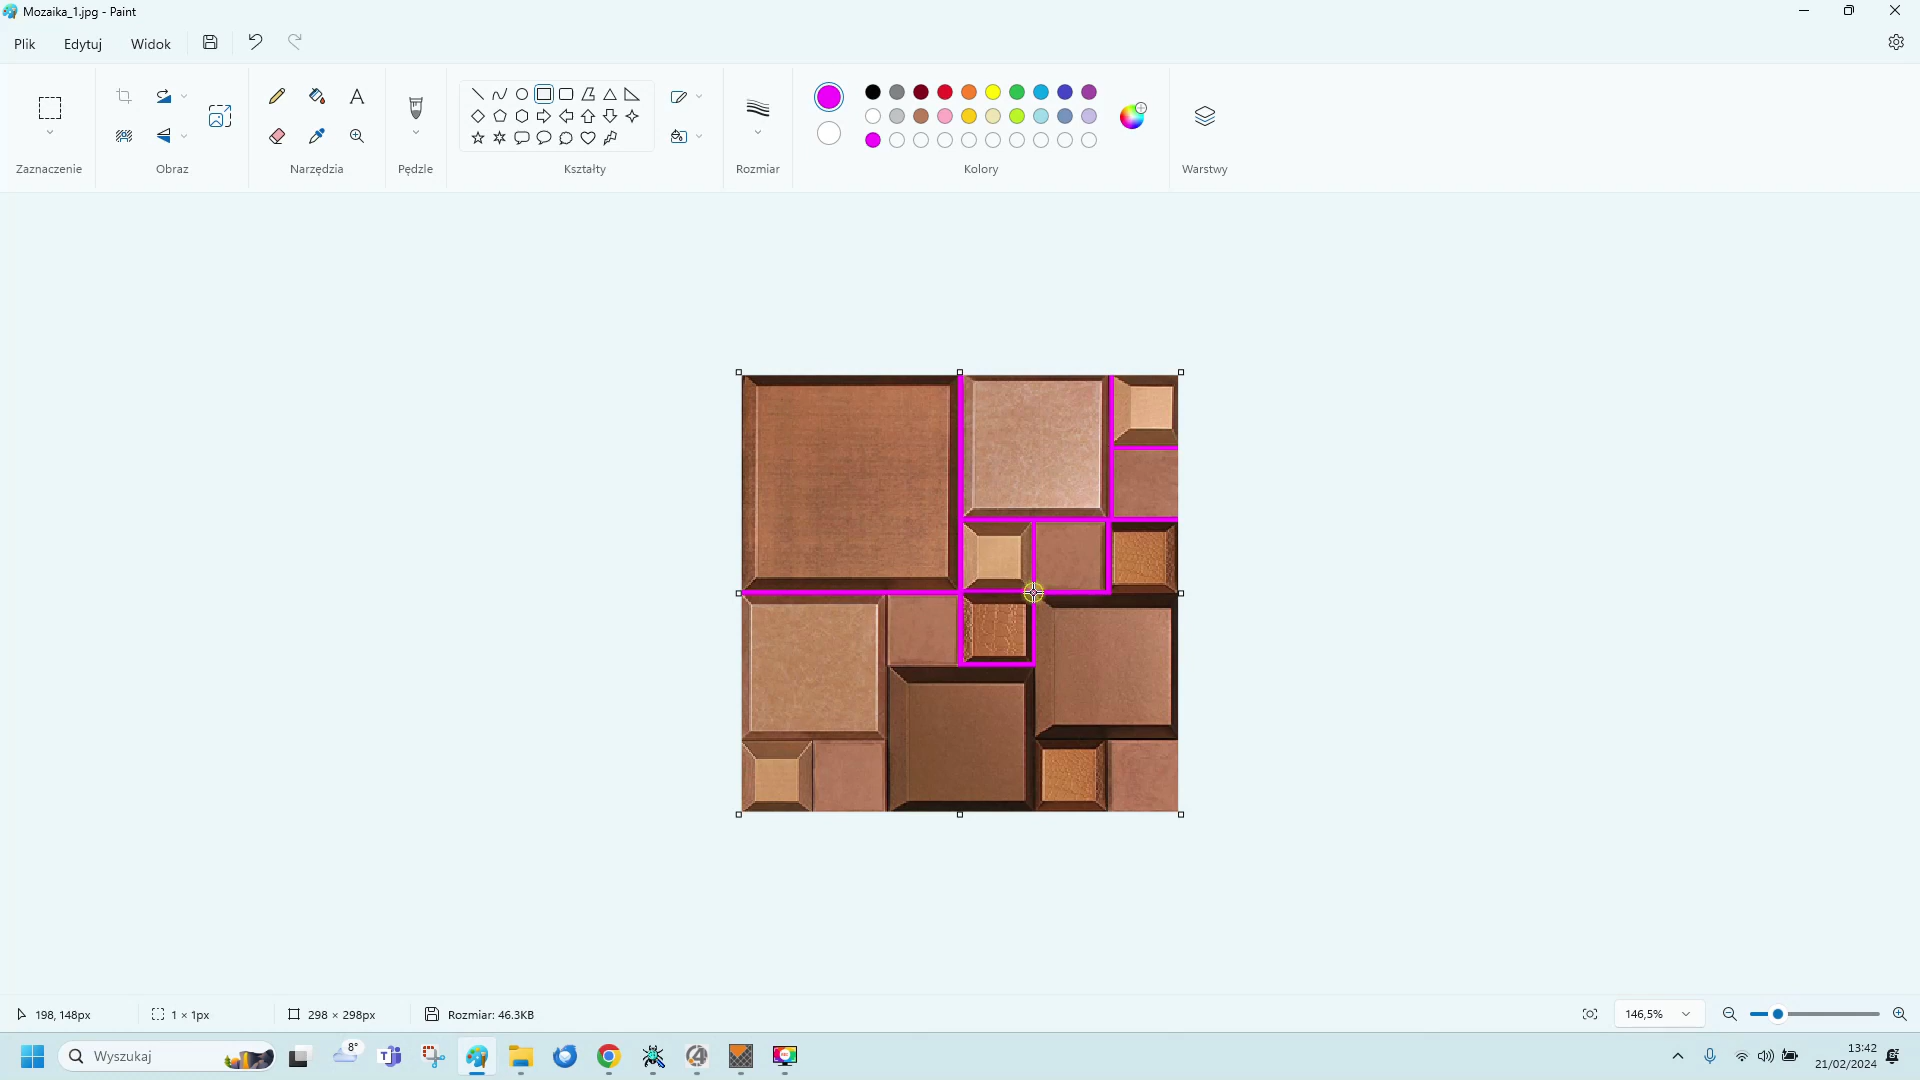 Mozaika_1.jpg - Paint
Plik Edytuj Widok
Zaznaczenie Obraz Narzędzia Pędzle Kształty Rozmiar Kolory Warstwy
198, 148px 1 × 1px 298 × 298px Rozmiar: 46.3KB 146,5%
Wyszukaj 8° 13:42
21/02/2024